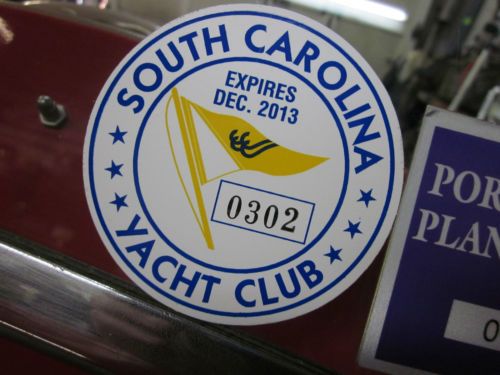 SOUTH CAROLINA
EXPIRES
DEC. 2013
0302
YACHT CLUB
POR
PLAN
0